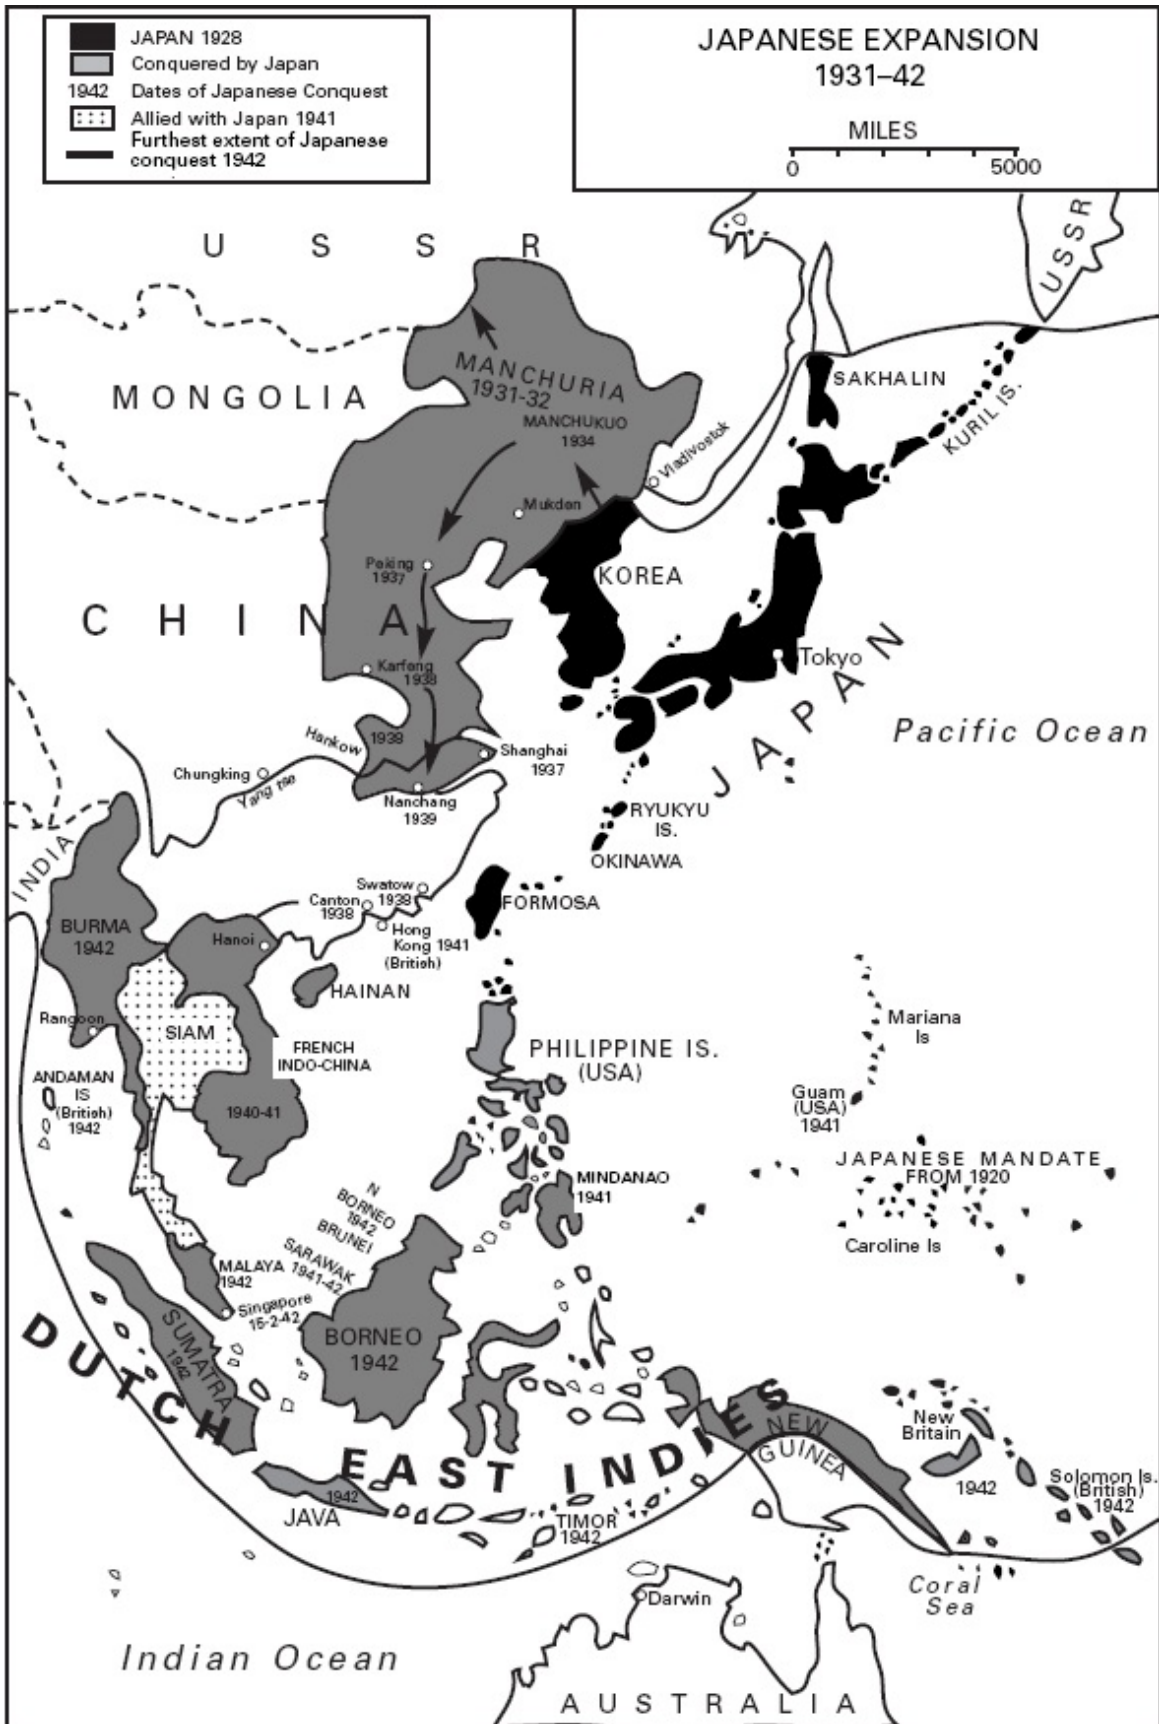 JAPAN 1928
Conquered by Japan
1942 Dates of Japanese Conquest
Allied with Japan 1941
Furthest extent of Japanese
conquest 1942
JAPANESE EXPANSION
1931–42
MILES
0 5000
U S S R
USSR
MONGOLIA
MANCHURIA
1931-32
MANCHUKUO
1934
Vladivostok
SAKHALIN
KURIL IS.
Mukden
Peking
1937
KOREA
CHINA
Karfeng
1938
Tokyo
JAPAN
Pacific Ocean
Hankow
1938
Shanghai
1937
Chungking
Yang tse
Nanchang
1939
RYUKYU
IS.
OKINAWA
INDIA
Swatow
1938
Canton
1938
FORMOSA
BURMA
1942
Hanoi
Hong
Kong 1941
(British)
HAINAN
Rangoon
SIAM
FRENCH
INDO-CHINA
PHILIPPINE IS.
(USA)
Mariana
Is
ANDAMAN
IS
(British)
1942
1940-41
Guam
(USA)
1941
JAPANESE MANDATE
FROM 1920
MINDANAO
1941
Caroline Is
N
BORNEO
1942
BRUNEI
SARAWAK
1941-42
MALAYA
1942
Singapore
15-2-42
SUMATRA
1942
BORNEO
1942
DUTCH EAST INDIES
NEW
GUINEA
New
Britain
1942
Solomon Is.
(British)
1942
1942
JAVA
TIMOR
1942
Coral
Sea
Darwin
Indian Ocean
AUSTRALIA